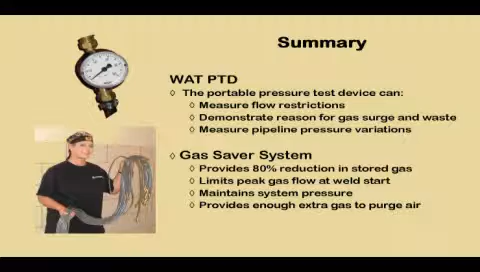 Summary
WAT PTD
◊ The portable pressure test device can:
◊ Measure flow restrictions
◊ Demonstrate reason for gas surge and waste
◊ Measure pipeline pressure variations
◊ Gas Saver System
◊ Provides 80% reduction in stored gas
◊ Limits peak gas flow at weld start
◊ Maintains system pressure
◊ Provides enough extra gas to purge air